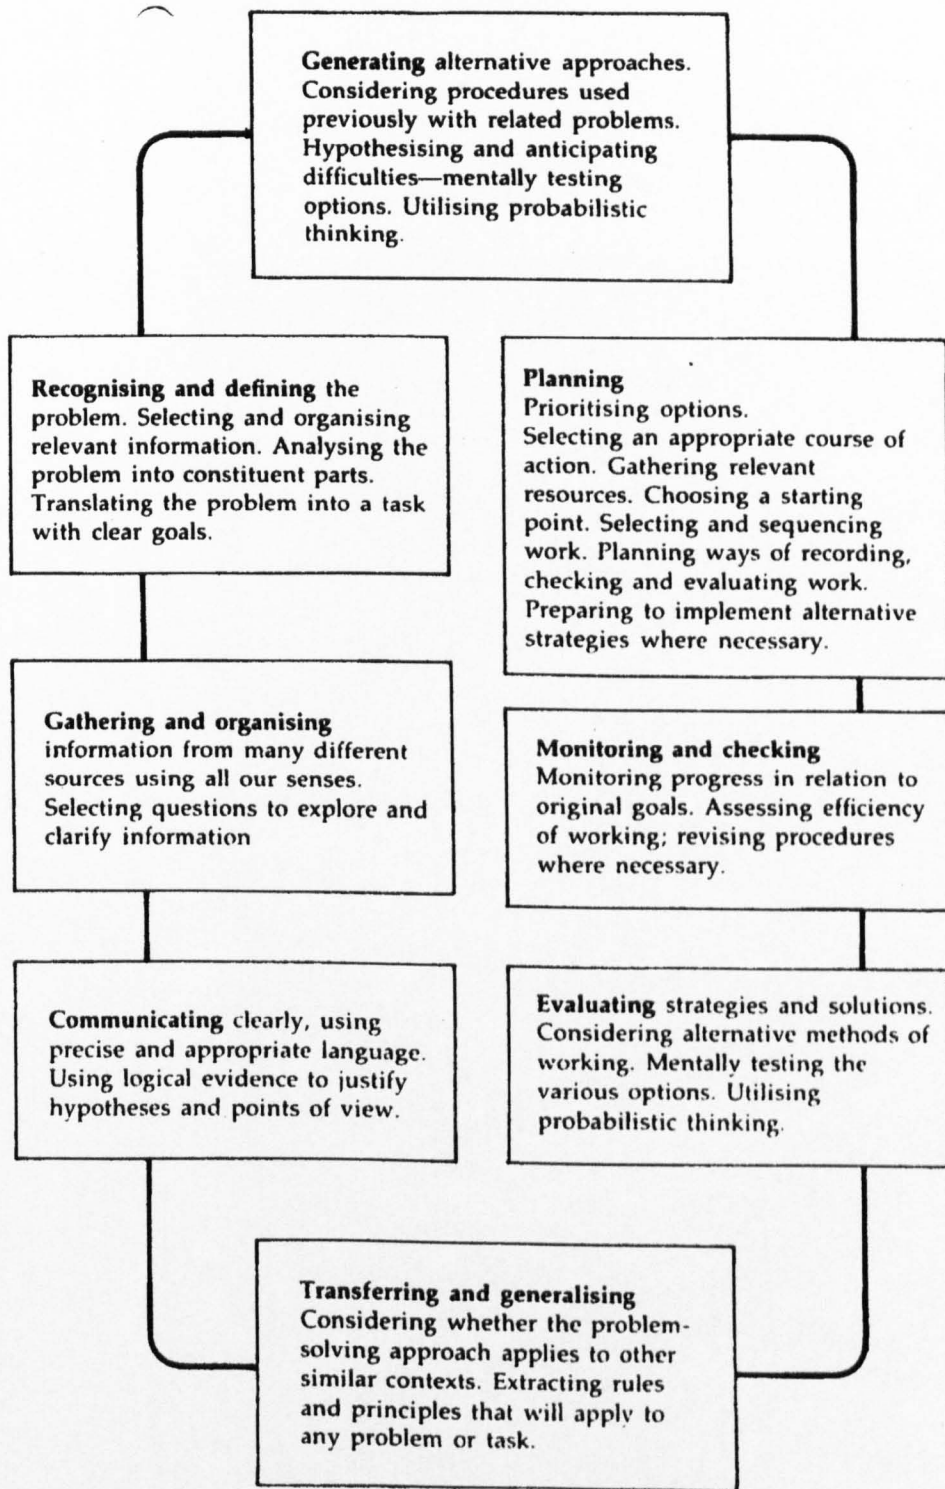 Generating alternative approaches.
Considering procedures used
previously with related problems.
Hypothesising and anticipating
difficulties—mentally testing
options. Utilising probabilistic
thinking.
Recognising and defining the
problem. Selecting and organising
relevant information. Analysing the
problem into constituent parts.
Translating the problem into a task
with clear goals.
Planning
Prioritising options.
Selecting an appropriate course of
action. Gathering relevant
resources. Choosing a starting
point. Selecting and sequencing
work. Planning ways of recording,
checking and evaluating work.
Preparing to implement alternative
strategies where necessary.
Gathering and organising
information from many different
sources using all our senses.
Selecting questions to explore and
clarify information
Monitoring and checking
Monitoring progress in relation to
original goals. Assessing efficiency
of working; revising procedures
where necessary.
Communicating clearly, using
precise and appropriate language.
Using logical evidence to justify
hypotheses and points of view.
Evaluating strategies and solutions.
Considering alternative methods of
working. Mentally testing the
various options. Utilising
probabilistic thinking.
Transferring and generalising
Considering whether the problem-
solving approach applies to other
similar contexts. Extracting rules
and principles that will apply to
any problem or task.